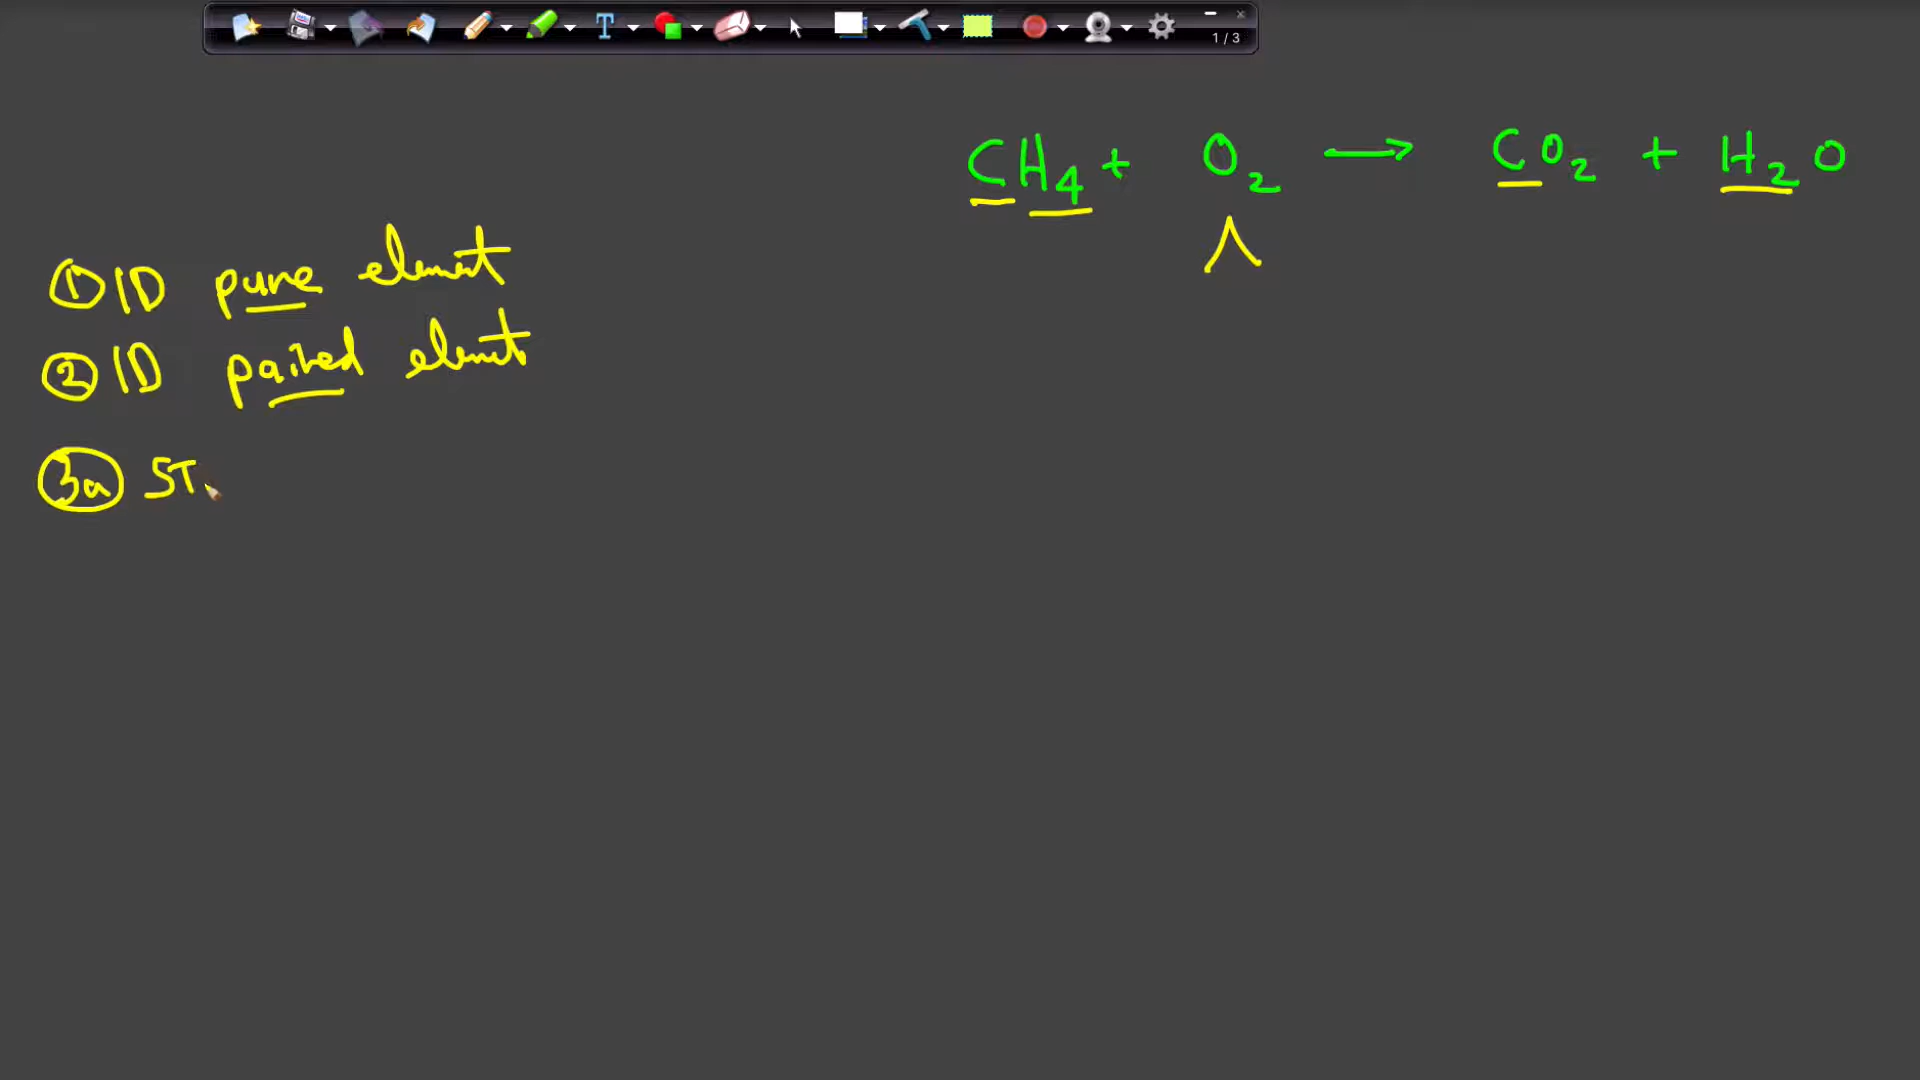 1 / 3
CH₄ + O₂ → CO₂ + H₂O
① ID pure element
② ID paired element
③a ST